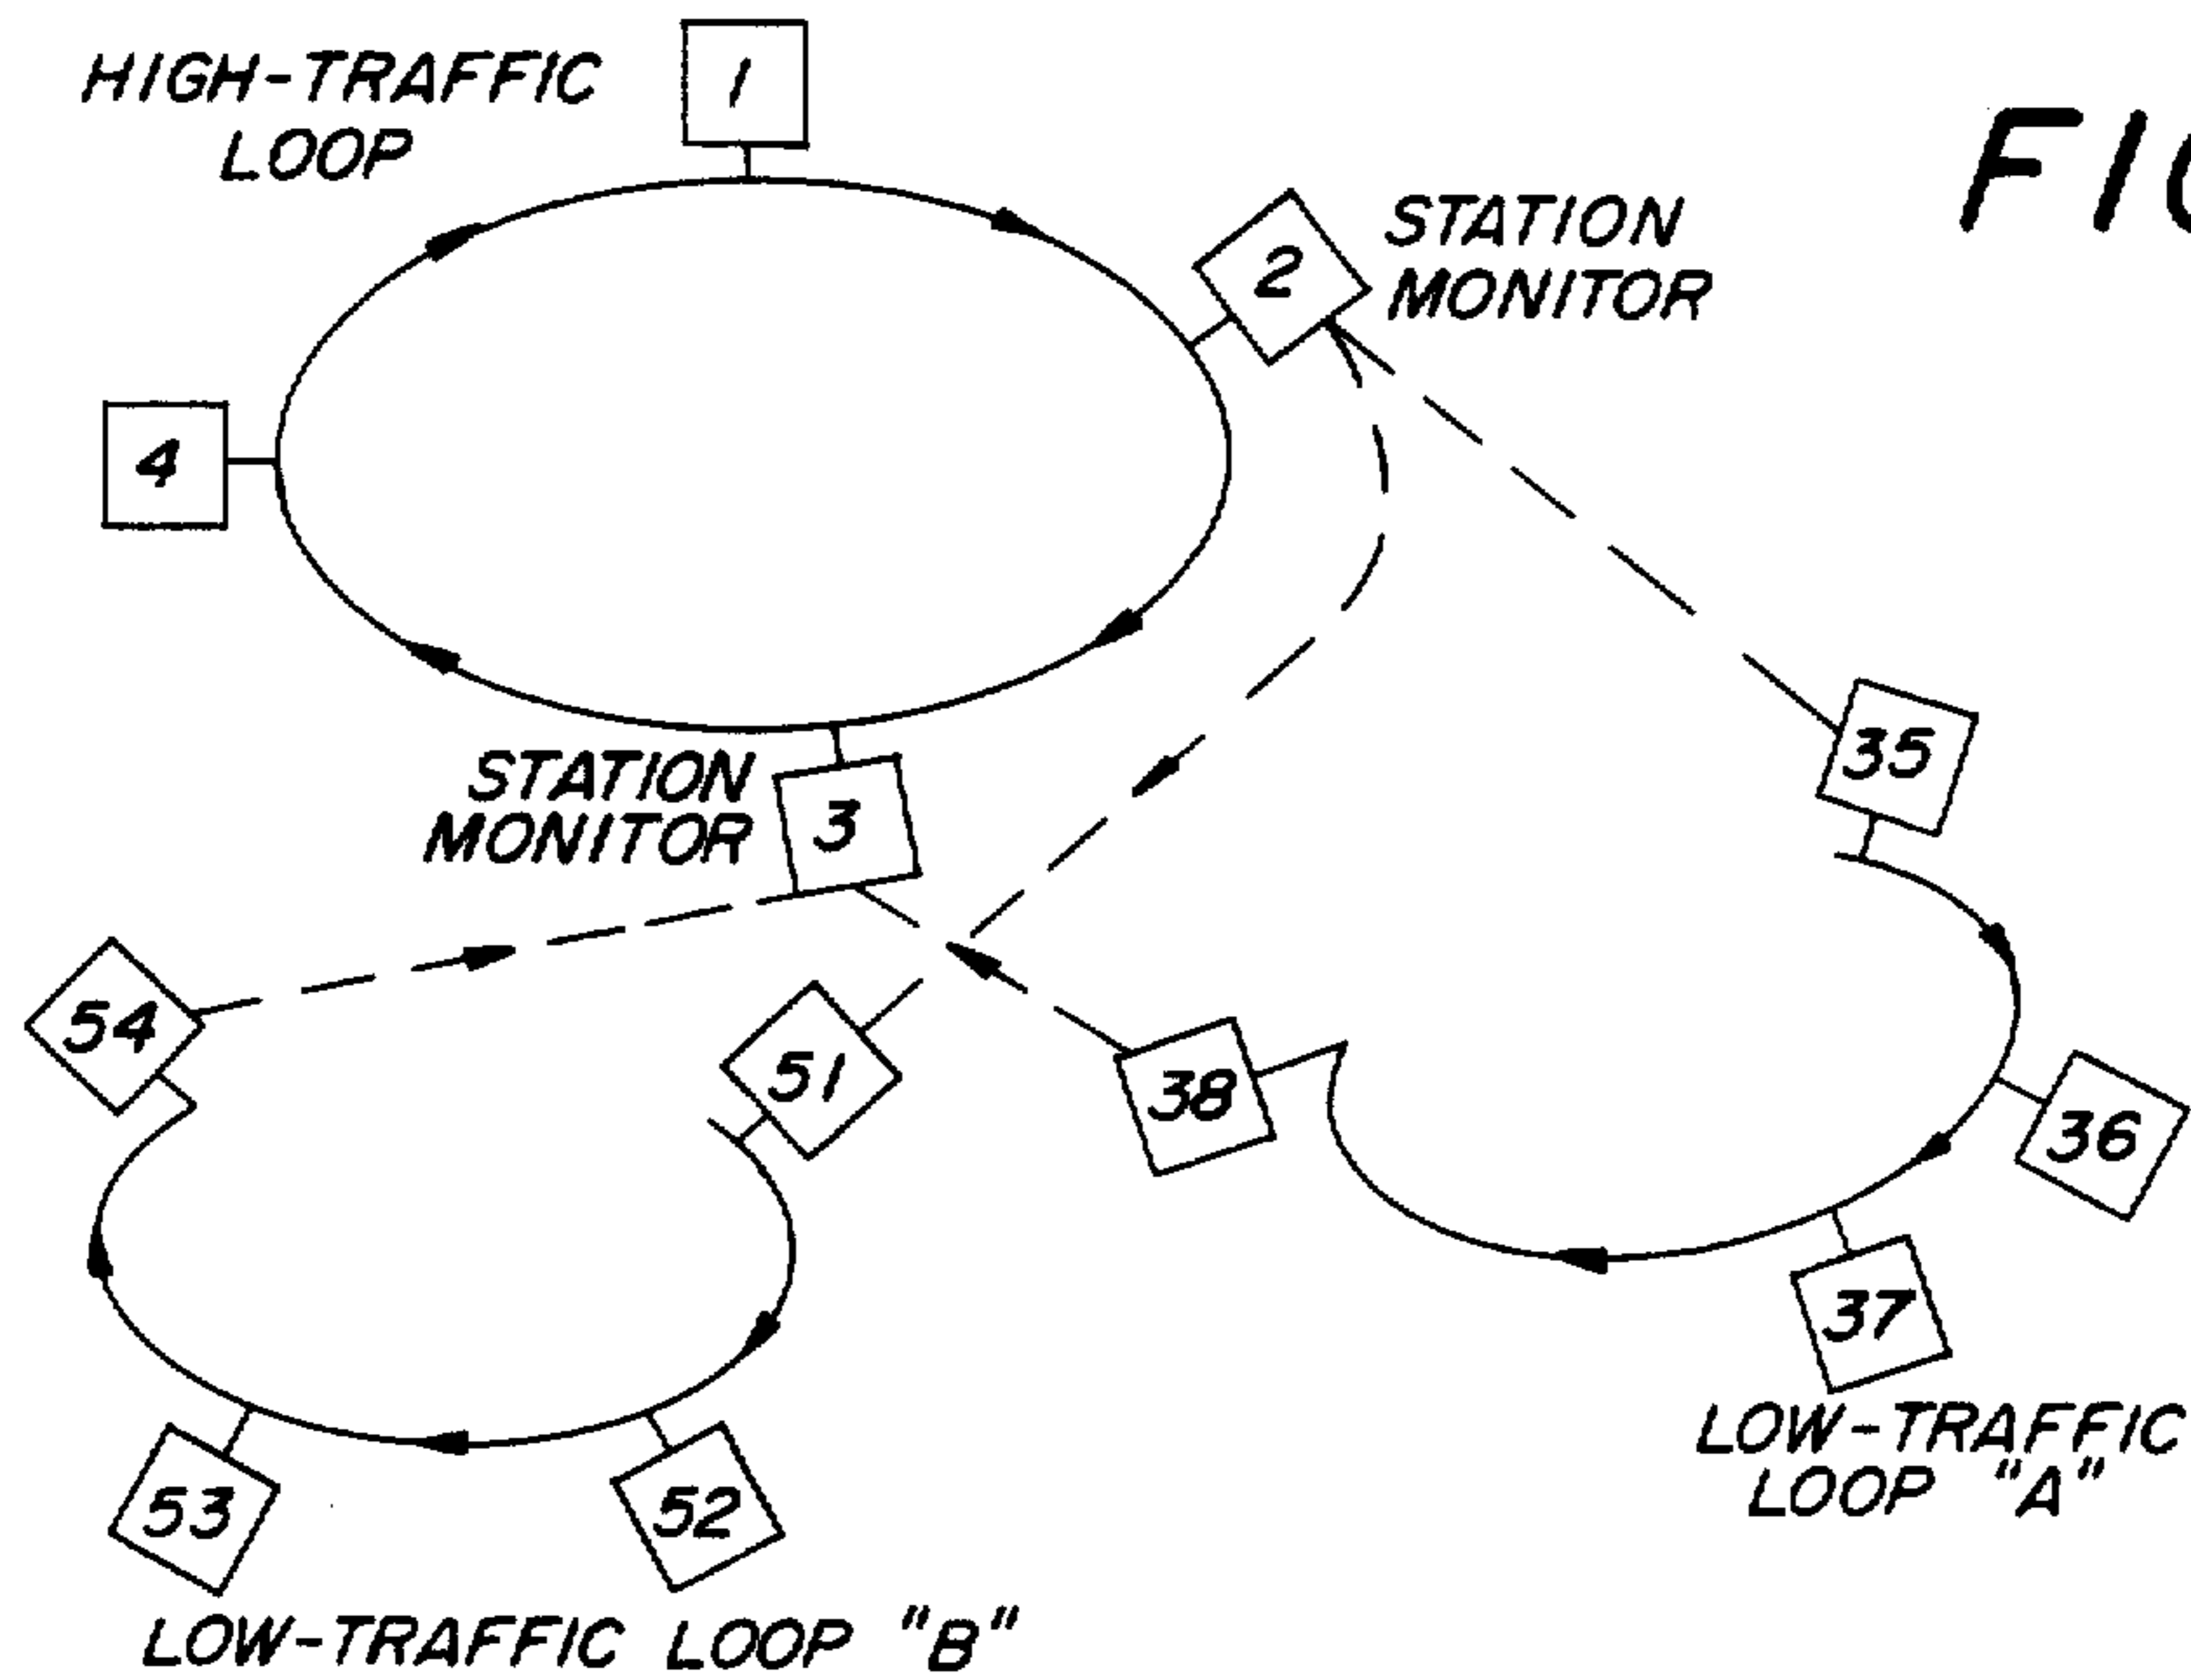 HIGH-TRAFFIC
LOOP
1
2
STATION
MONITOR
4
STATION
MONITOR
3
35
54
51
38
36
37
53
52
LOW-TRAFFIC
LOOP "A"
LOW-TRAFFIC LOOP "B"